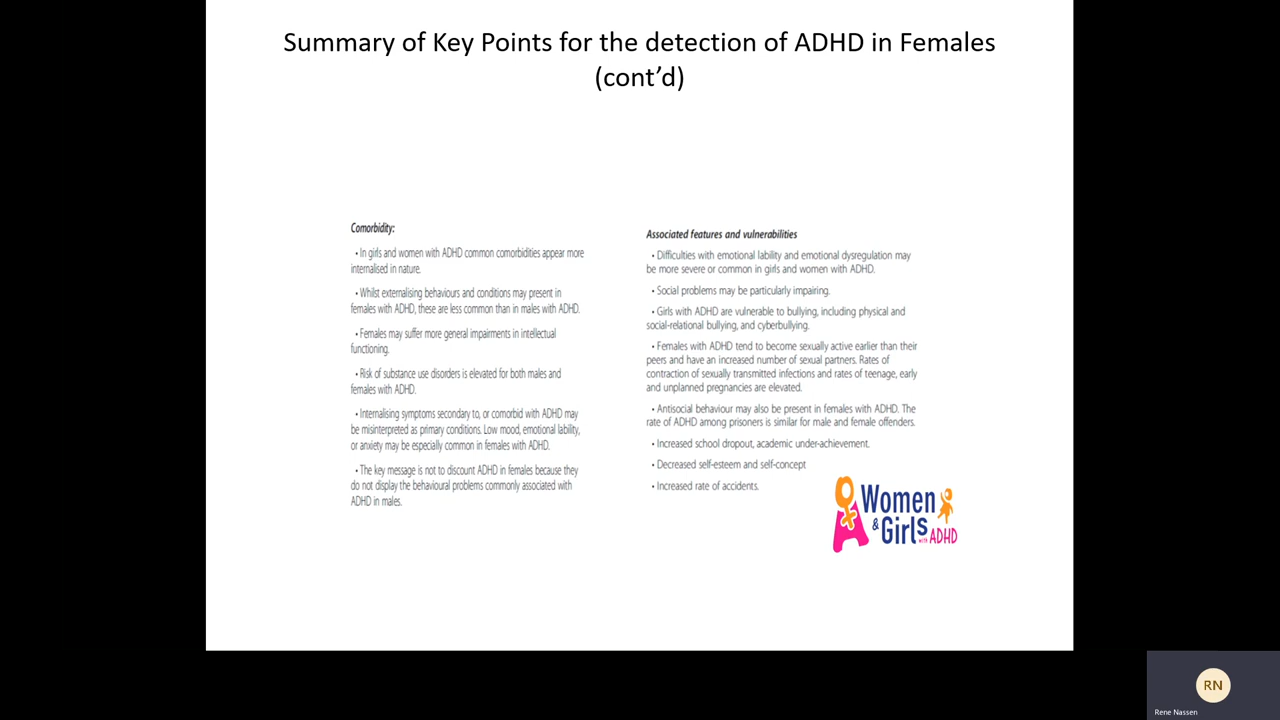 Summary of Key Points for the detection of ADHD in Females
(cont’d)
Comorbidity:
• In girls and women with ADHD common comorbidities appear more
internalised in nature.
• Whilst externalising behaviours and conditions may present in
females with ADHD, these are less common than in males with ADHD.
• Females may suffer more general impairments in intellectual
functioning.
• Risk of substance use disorders is elevated for both males and
females with ADHD.
• Internalising symptoms secondary to, or comorbid with ADHD may
be misinterpreted as primary conditions. Low mood, emotional lability,
or anxiety may be especially common in females with ADHD.
• The key message is not to discount ADHD in females because they
do not display the behavioural problems commonly associated with
ADHD in males.
Associated features and vulnerabilities
• Difficulties with emotional lability and emotional dysregulation may
be more severe or common in girls and women with ADHD.
• Social problems may be particularly impairing.
• Girls with ADHD are vulnerable to bullying, including physical and
social-relational bullying, and cyberbullying.
• Females with ADHD tend to become sexually active earlier than their
peers and have an increased number of sexual partners. Rates of
contraction of sexually transmitted infections and rates of teenage, early
and unplanned pregnancies are elevated.
• Antisocial behaviour may also be present in females with ADHD. The
rate of ADHD among prisoners is similar for male and female offenders.
• Increased school dropout, academic under-achievement.
• Decreased self-esteem and self-concept
• Increased rate of accidents.
Women
& Girls with ADHD
RN
Rene Nassen